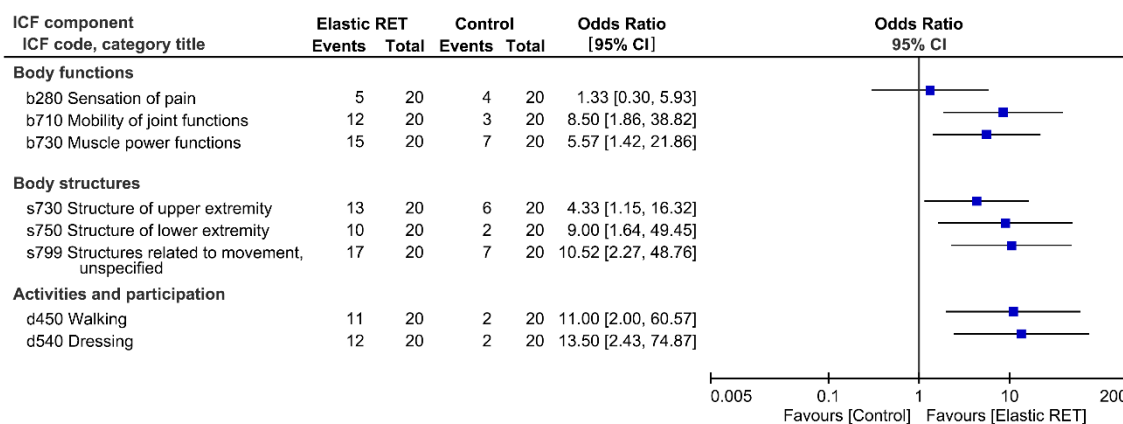 ICF component Elastic RET Control Odds Ratio Odds Ratio
ICF code, category title Events Total Events Total [95% CI] 95% CI
Body functions
b280 Sensation of pain 5 20 4 20 1.33 [0.30, 5.93]
b710 Mobility of joint functions 12 20 3 20 8.50 [1.86, 38.82]
b730 Muscle power functions 15 20 7 20 5.57 [1.42, 21.86]
Body structures
s730 Structure of upper extremity 13 20 6 20 4.33 [1.15, 16.32]
s750 Structure of lower extremity 10 20 2 20 9.00 [1.64, 49.45]
s799 Structures related to movement, 17 20 7 20 10.52 [2.27, 48.76]
unspecified
Activities and participation
d450 Walking 11 20 2 20 11.00 [2.00, 60.57]
d540 Dressing 12 20 2 20 13.50 [2.43, 74.87]
0.005 0.1 1 10 200
Favours [Control] Favours [Elastic RET]